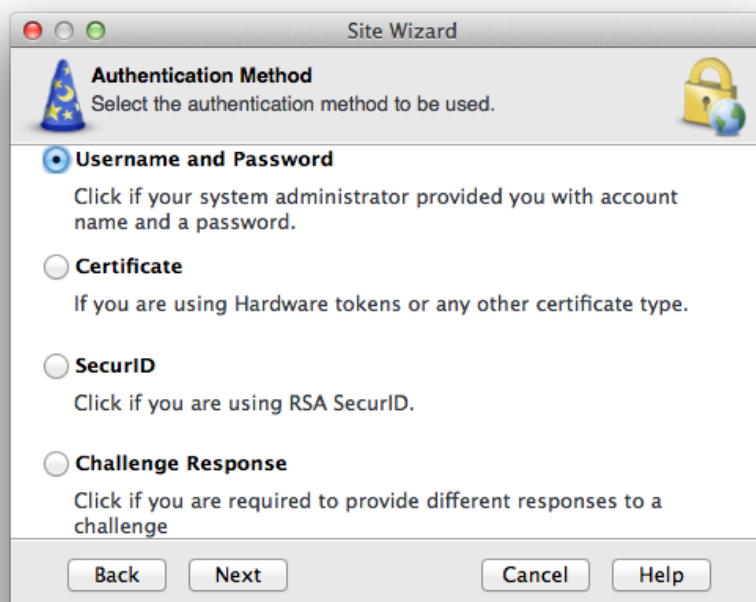 Site Wizard
Authentication Method
Select the authentication method to be used.
Username and Password
Click if your system administrator provided you with account
name and a password.
Certificate
If you are using Hardware tokens or any other certificate type.
SecurID
Click if you are using RSA SecurID.
Challenge Response
Click if you are required to provide different responses to a
challenge
Back Next Cancel Help